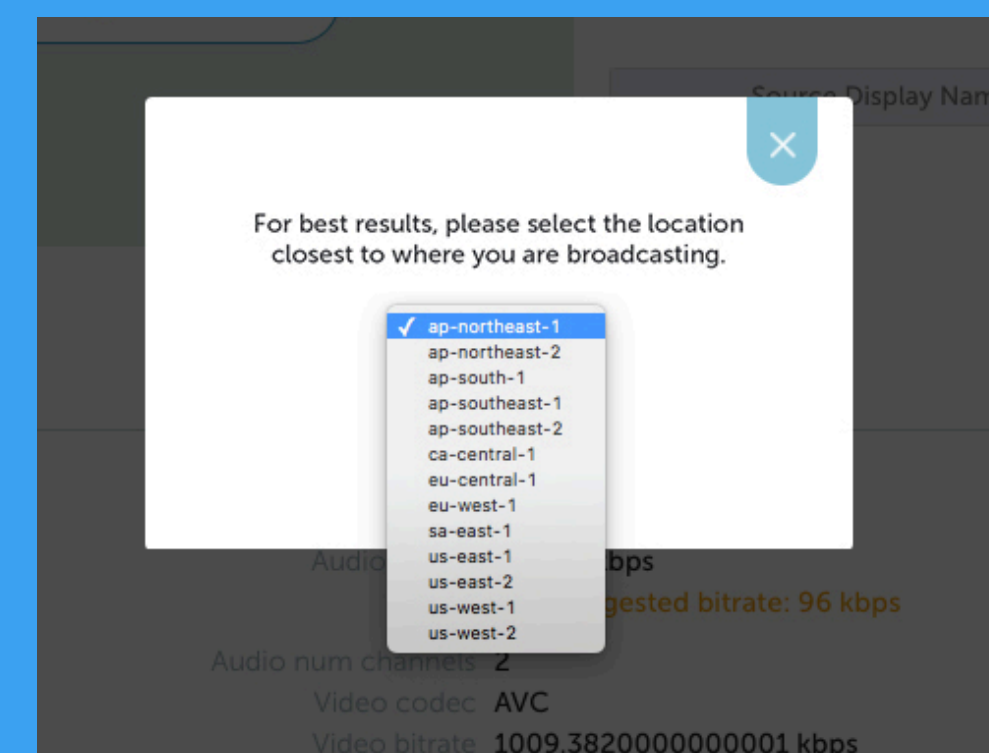 Source Display Nam
For best results, please select the location
closest to where you are broadcasting.
✓ ap-northeast-1
ap-northeast-2
ap-south-1
ap-southeast-1
ap-southeast-2
ca-central-1
eu-central-1
eu-west-1
sa-east-1
us-east-1
us-east-2
us-west-1
us-west-2
Audio bps
gested bitrate: 96 kbps
Audio num channels 2
Video codec AVC
Video bitrate 1009.3820000000001 kbps